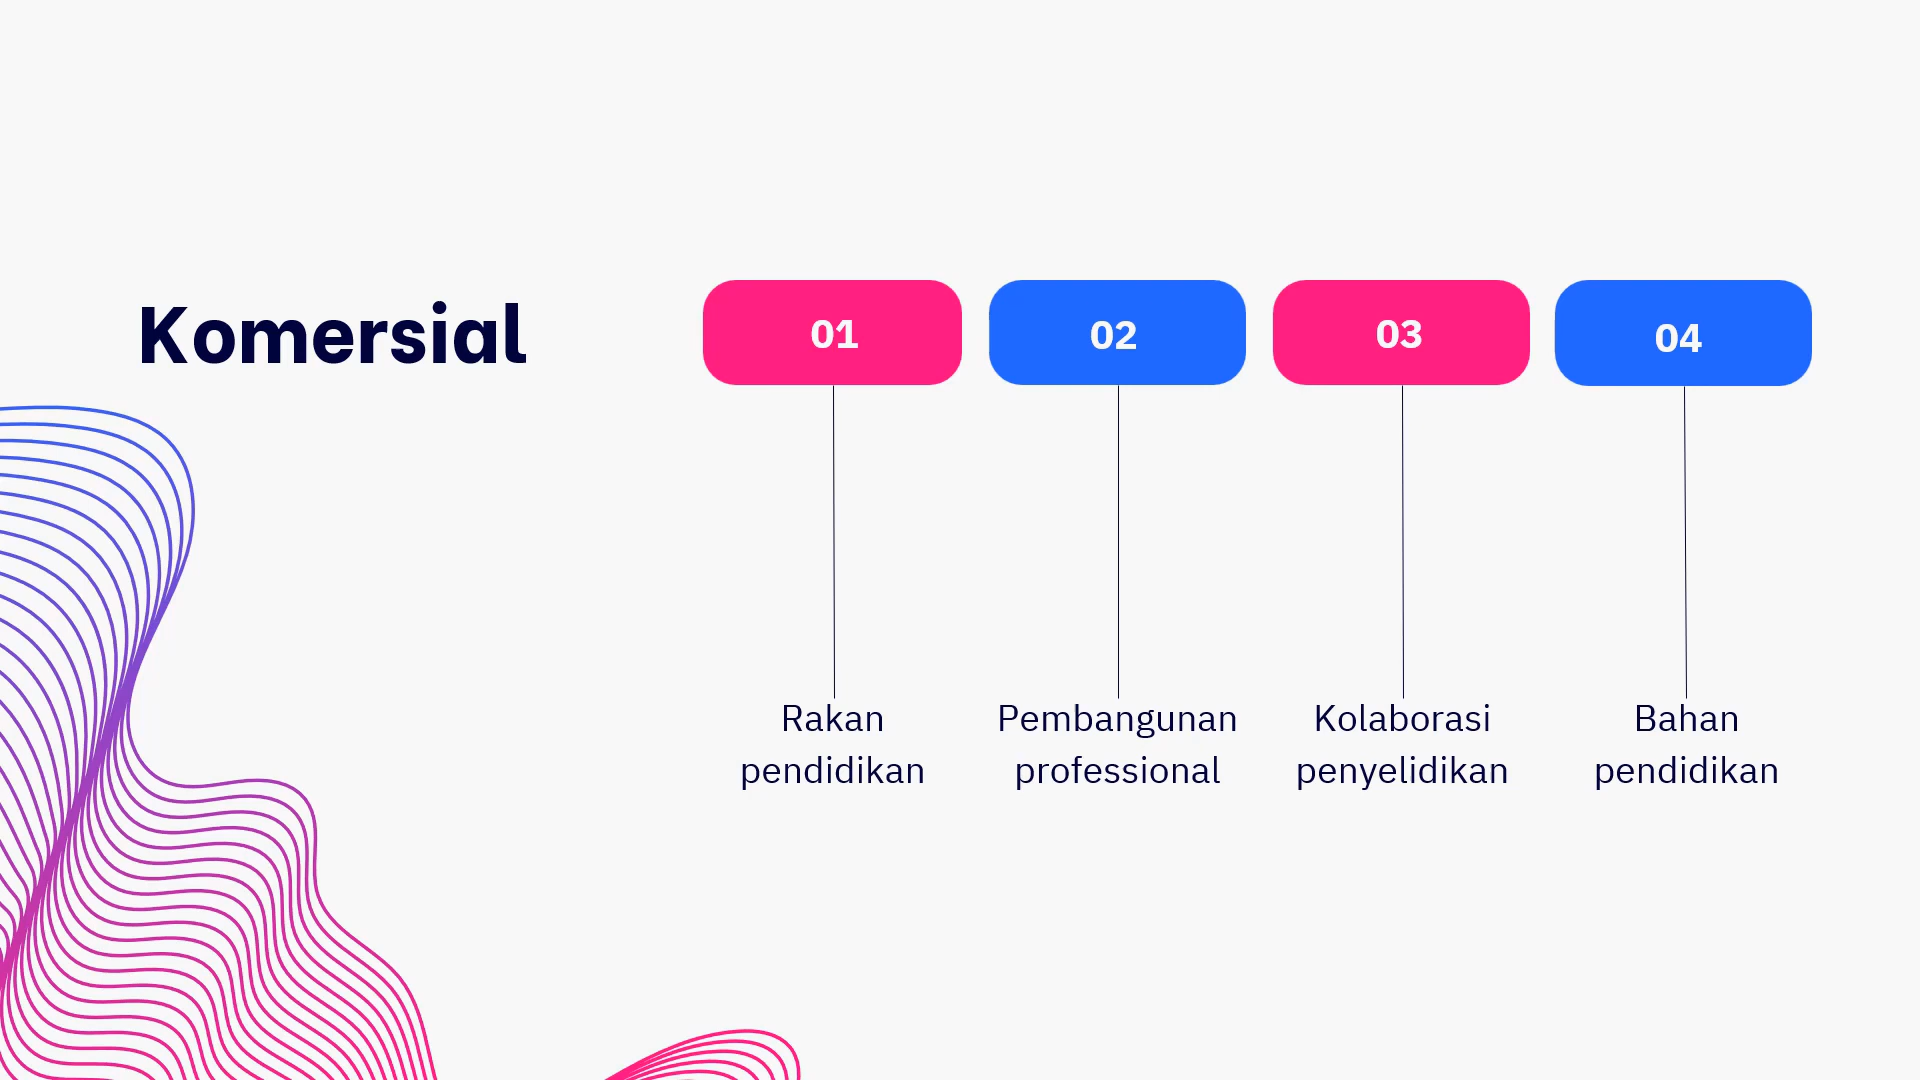 Komersial
01
02
03
04
Rakan
pendidikan
Pembangunan
professional
Kolaborasi
penyelidikan
Bahan
pendidikan